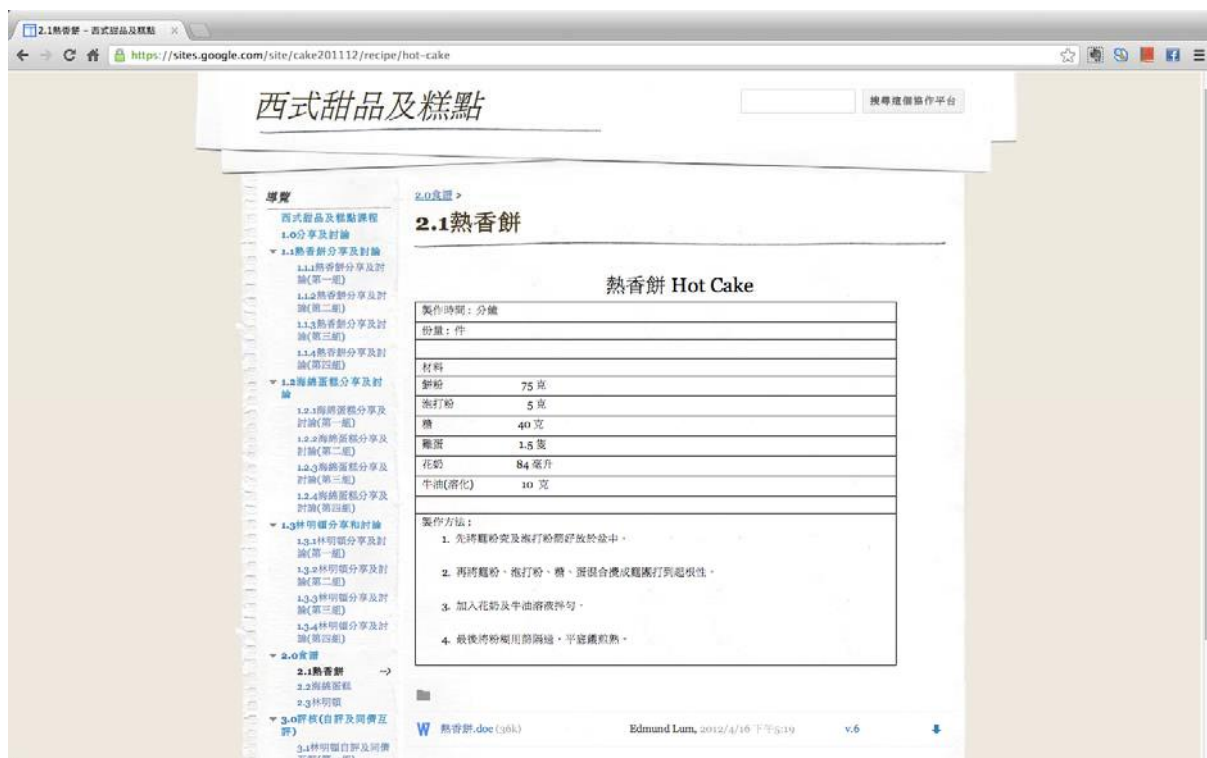 2.1熱香餅 - 西式甜品及糕點
https://sites.google.com/site/cake201112/recipe/hot-cake
西式甜品及糕點
搜尋這個協作平台
導覽
西式甜品及糕點課程
1.0分享及討論
1.1熱香餅分享及討論
1.1.1熱香餅分享及討
論(第一組)
1.1.2熱香餅分享及討
論(第二組)
1.1.3熱香餅分享及討
論(第三組)
1.1.4熱香餅分享及討
論(第四組)
1.2海綿蛋糕分享及討
論
1.2.1海綿蛋糕分享及
討論(第一組)
1.2.2海綿蛋糕分享及
討論(第二組)
1.2.3海綿蛋糕分享及
討論(第三組)
1.2.4海綿蛋糕分享及
討論(第四組)
1.3林明頓分享和討論
1.3.1林明頓分享及討
論(第一組)
1.3.2林明頓分享及討
論(第二組)
1.3.3林明頓分享及討
論(第三組)
1.3.4林明頓分享及討
論(第四組)
2.0食譜
2.1熱香餅
2.2海綿蛋糕
2.3林明頓
3.0評核(自評及同儕互
評)
3.1林明頓自評及同儕
2.0食譜 >
2.1熱香餅
熱香餅 Hot Cake
製作時間：分鐘
份量：件
材料
餅粉 75 克
泡打粉 5 克
糖 40 克
雞蛋 1.5 隻
花奶 84 毫升
牛油(溶化) 10 克
製作方法：
1. 先將麵粉和及泡打粉篩好放於盆中。
2. 再將麵粉、泡打粉、糖、蛋混合攪成麵團打到起根性。
3. 加入花奶及牛油溶液拌勻。
4. 最後將粉糊用篩隔過，平底鑊煎熟。
熱香餅.doc (36k)
Edmund Lum, 2012/4/16 下午5:19
v.6